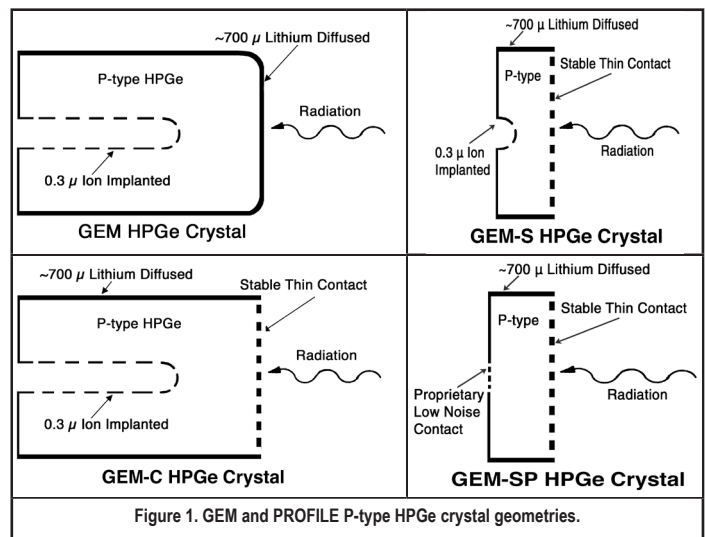 ~700 μ Lithium Diffused
P-type HPGe
Radiation
0.3 μ Ion Implanted
GEM HPGe Crystal
~700 μ Lithium Diffused
Stable Thin Contact
P-type
0.3 μ Ion
Implanted
Radiation
GEM-S HPGe Crystal
~700 μ Lithium Diffused
Stable Thin Contact
P-type HPGe
Radiation
0.3 μ Ion Implanted
GEM-C HPGe Crystal
~700 μ Lithium Diffused
Stable Thin Contact
P-type
Proprietary
Low Noise
Contact
Radiation
GEM-SP HPGe Crystal
Figure 1. GEM and PROFILE P-type HPGe crystal geometries.